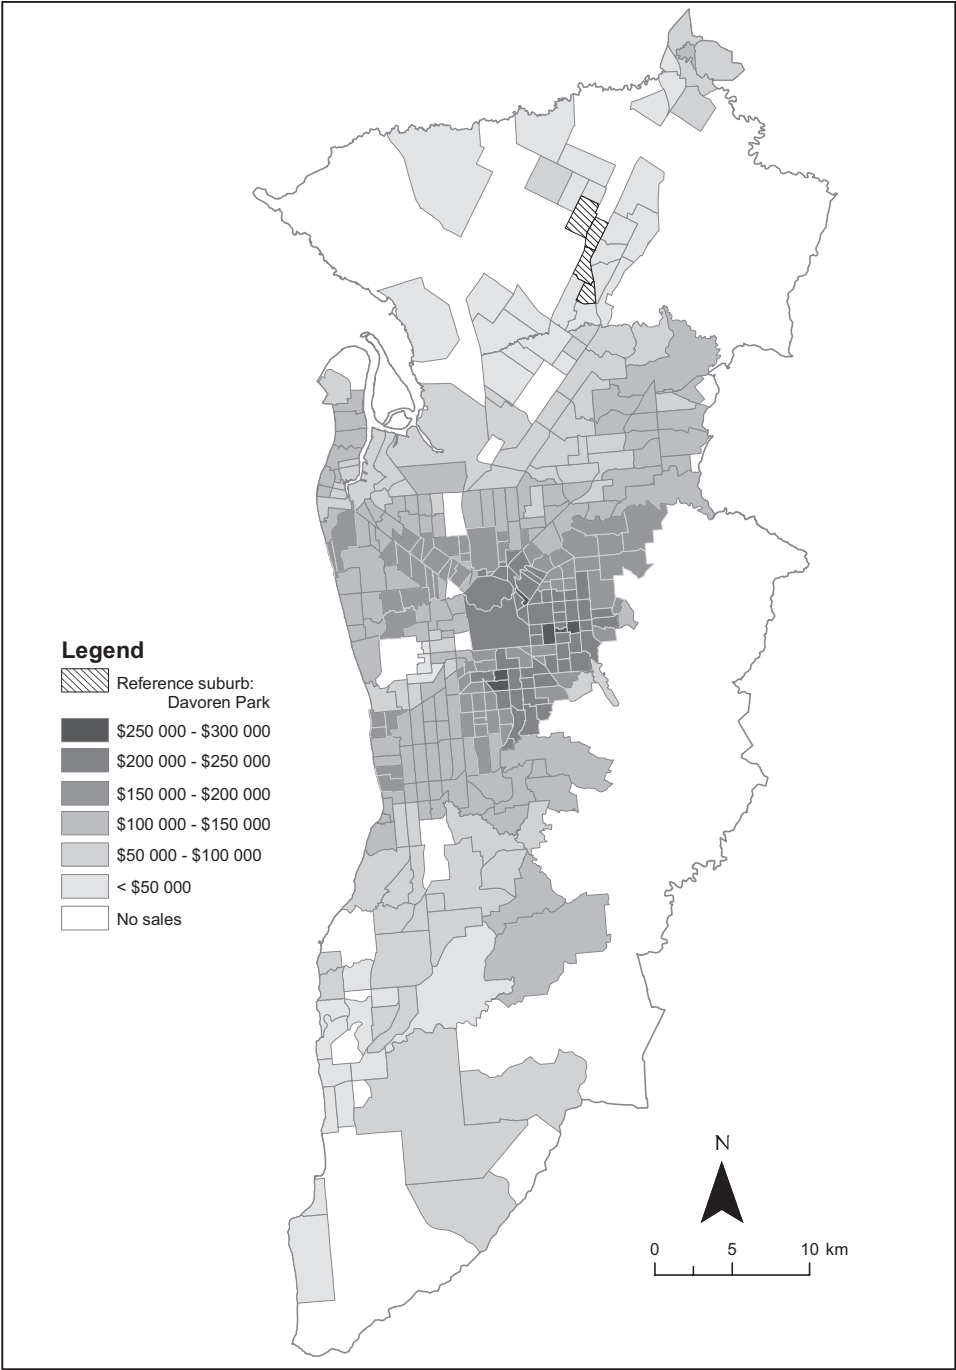 Legend
Reference suburb:
Davoren Park
$250 000 - $300 000
$200 000 - $250 000
$150 000 - $200 000
$100 000 - $150 000
$50 000 - $100 000
< $50 000
No sales
N
0 5 10 km